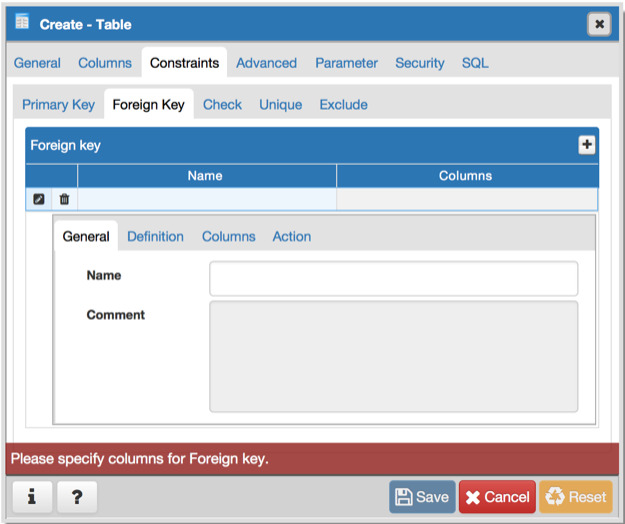 Create - Table
General Columns Constraints Advanced Parameter Security SQL
Primary Key Foreign Key Check Unique Exclude
Foreign key
Name Columns
General Definition Columns Action
Name
Comment
Please specify columns for Foreign key.
i ? Save Cancel Reset